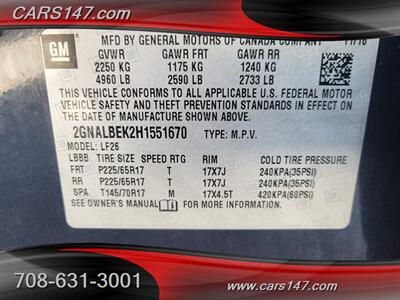 CARS147.com
GM
MFD BY GENERAL MOTORS OF CANADA COMPANY 11/16
GVWR GAWR FRT GAWR RR
2250 KG 1175 KG 1240 KG
4960 LB 2590 LB 2733 LB
THIS VEHICLE CONFORMS TO ALL APPLICABLE U.S. FEDERAL MOTOR
VEHICLE SAFETY, BUMPER, AND THEFT PREVENTION STANDARDS IN EFFECT ON
THE DATE OF MANUFACTURE SHOWN ABOVE.
2GNALBEK2H1551670 TYPE: M.P.V.
MODEL: LF26
LBBB TIRE SIZE SPEED RTG RIM COLD TIRE PRESSURE
FRT P225/65R17 T 17X7J 240KPA(35PSI)
RR P225/65R17 T 17X7J 240KPA(35PSI)
SPA T145/70R17 M 17X4.5T 420KPA(60PSI)
SEE OWNER'S MANUAL FOR MORE INFORMATION.
708-631-3001
www.cars147.com